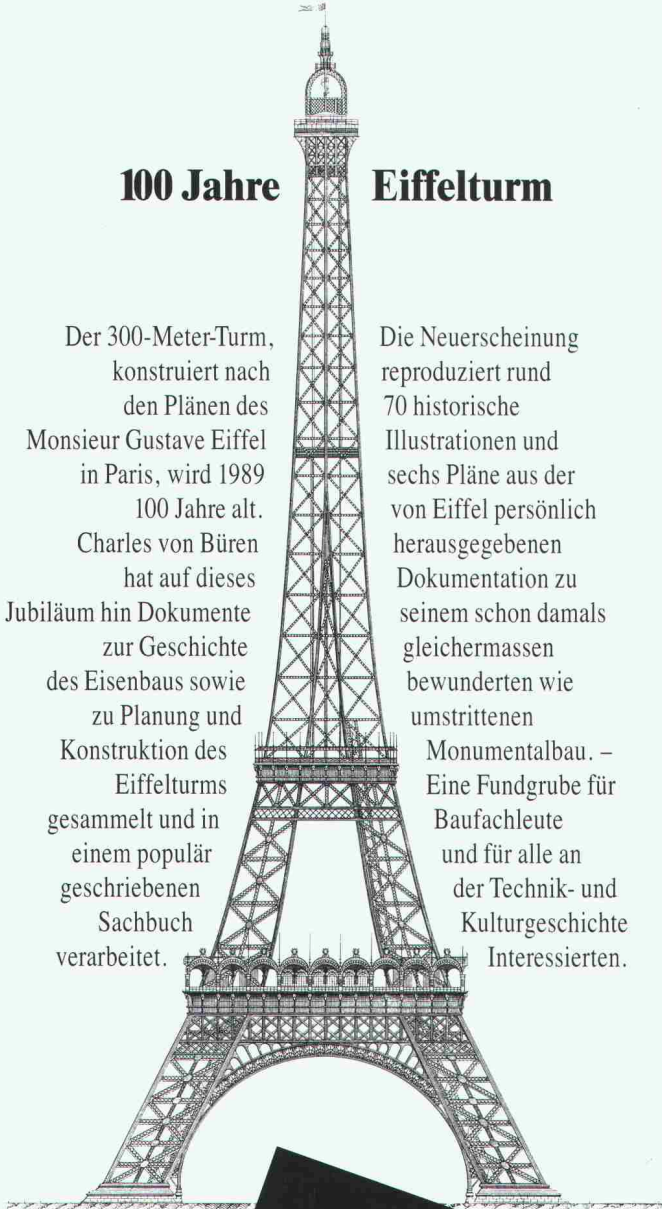 100 Jahre Eiffelturm
Der 300-Meter-Turm,
konstruiert nach
den Plänen des
Monsieur Gustave Eiffel
in Paris, wird 1989
100 Jahre alt.
Charles von Büren
hat auf dieses
Jubiläum hin Dokumente
zur Geschichte
des Eisenbaus sowie
zu Planung und
Konstruktion des
Eiffelturms
gesammelt und in
einem populär
geschriebenen
Sachbuch
verarbeitet.
Die Neuerscheinung
reproduziert rund
70 historische
Illustrationen und
sechs Pläne aus der
von Eiffel persönlich
herausgegebenen
Dokumentation zu
seinem schon damals
gleichermassen
bewunderten wie
umstrittenen
Monumentalbau. –
Eine Fundgrube für
Baufachleute
und für alle an
der Technik- und
Kulturgeschichte
Interessierten.